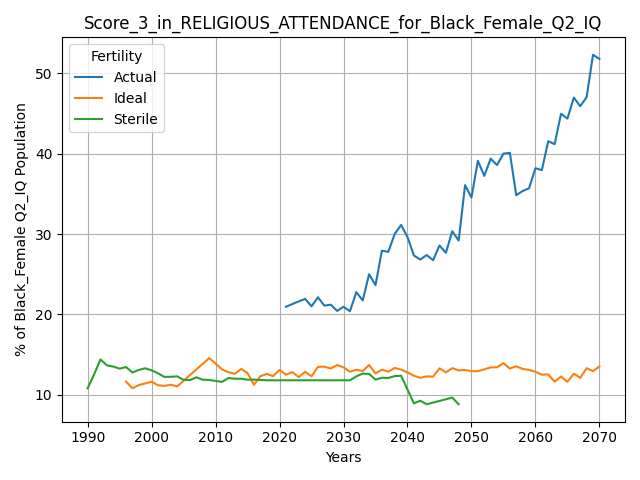 Score_3_in_RELIGIOUS_ATTENDANCE_for_Black_Female_Q2_IQ
Fertility
Actual
Ideal
Sterile
% of Black_Female Q2_IQ Population
50
40
30
20
10
1990 2000 2010 2020 2030 2040 2050 2060 2070
Years